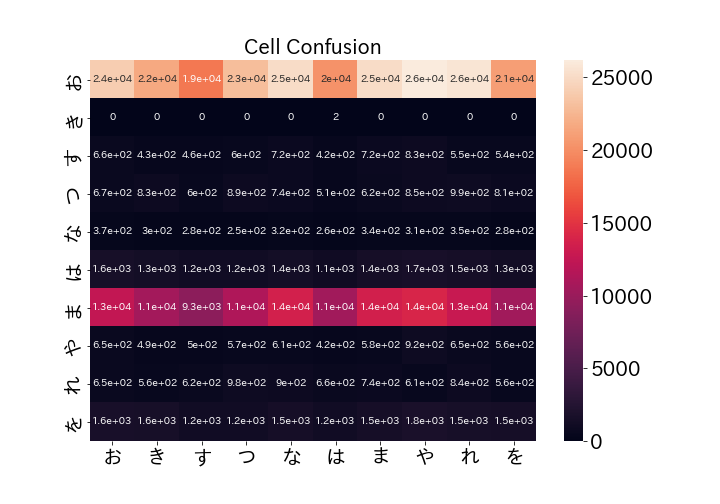 Cell Confusion
お 2.4e+04 2.2e+04 1.9e+04 2.3e+04 2.5e+04 2e+04 2.5e+04 2.6e+04 2.6e+04 2.1e+04
き 0 0 0 0 0 2 0 0 0 0
す 6.6e+02 4.3e+02 4.6e+02 6e+02 7.2e+02 4.2e+02 7.2e+02 8.3e+02 5.5e+02 5.4e+02
つ 6.7e+02 8.3e+02 6e+02 8.9e+02 7.4e+02 5.1e+02 6.2e+02 8.5e+02 9.9e+02 8.1e+02
な 3.7e+02 3e+02 2.8e+02 2.5e+02 3.2e+02 2.6e+02 3.4e+02 3.1e+02 3.5e+02 2.8e+02
は 1.6e+03 1.3e+03 1.2e+03 1.2e+03 1.4e+03 1.1e+03 1.4e+03 1.7e+03 1.5e+03 1.3e+03
ま 1.3e+04 1.1e+04 9.3e+03 1.1e+04 1.4e+04 1.1e+04 1.4e+04 1.4e+04 1.3e+04 1.1e+04
や 6.5e+02 4.9e+02 5e+02 5.7e+02 6.1e+02 4.2e+02 5.8e+02 9.2e+02 6.5e+02 5.6e+02
れ 6.5e+02 5.6e+02 6.2e+02 9.8e+02 9e+02 6.6e+02 7.4e+02 6.1e+02 8.4e+02 5.6e+02
を 1.6e+03 1.6e+03 1.2e+03 1.2e+03 1.5e+03 1.2e+03 1.5e+03 1.8e+03 1.5e+03 1.5e+03
お き す つ な は ま や れ を
25000
20000
15000
10000
5000
0